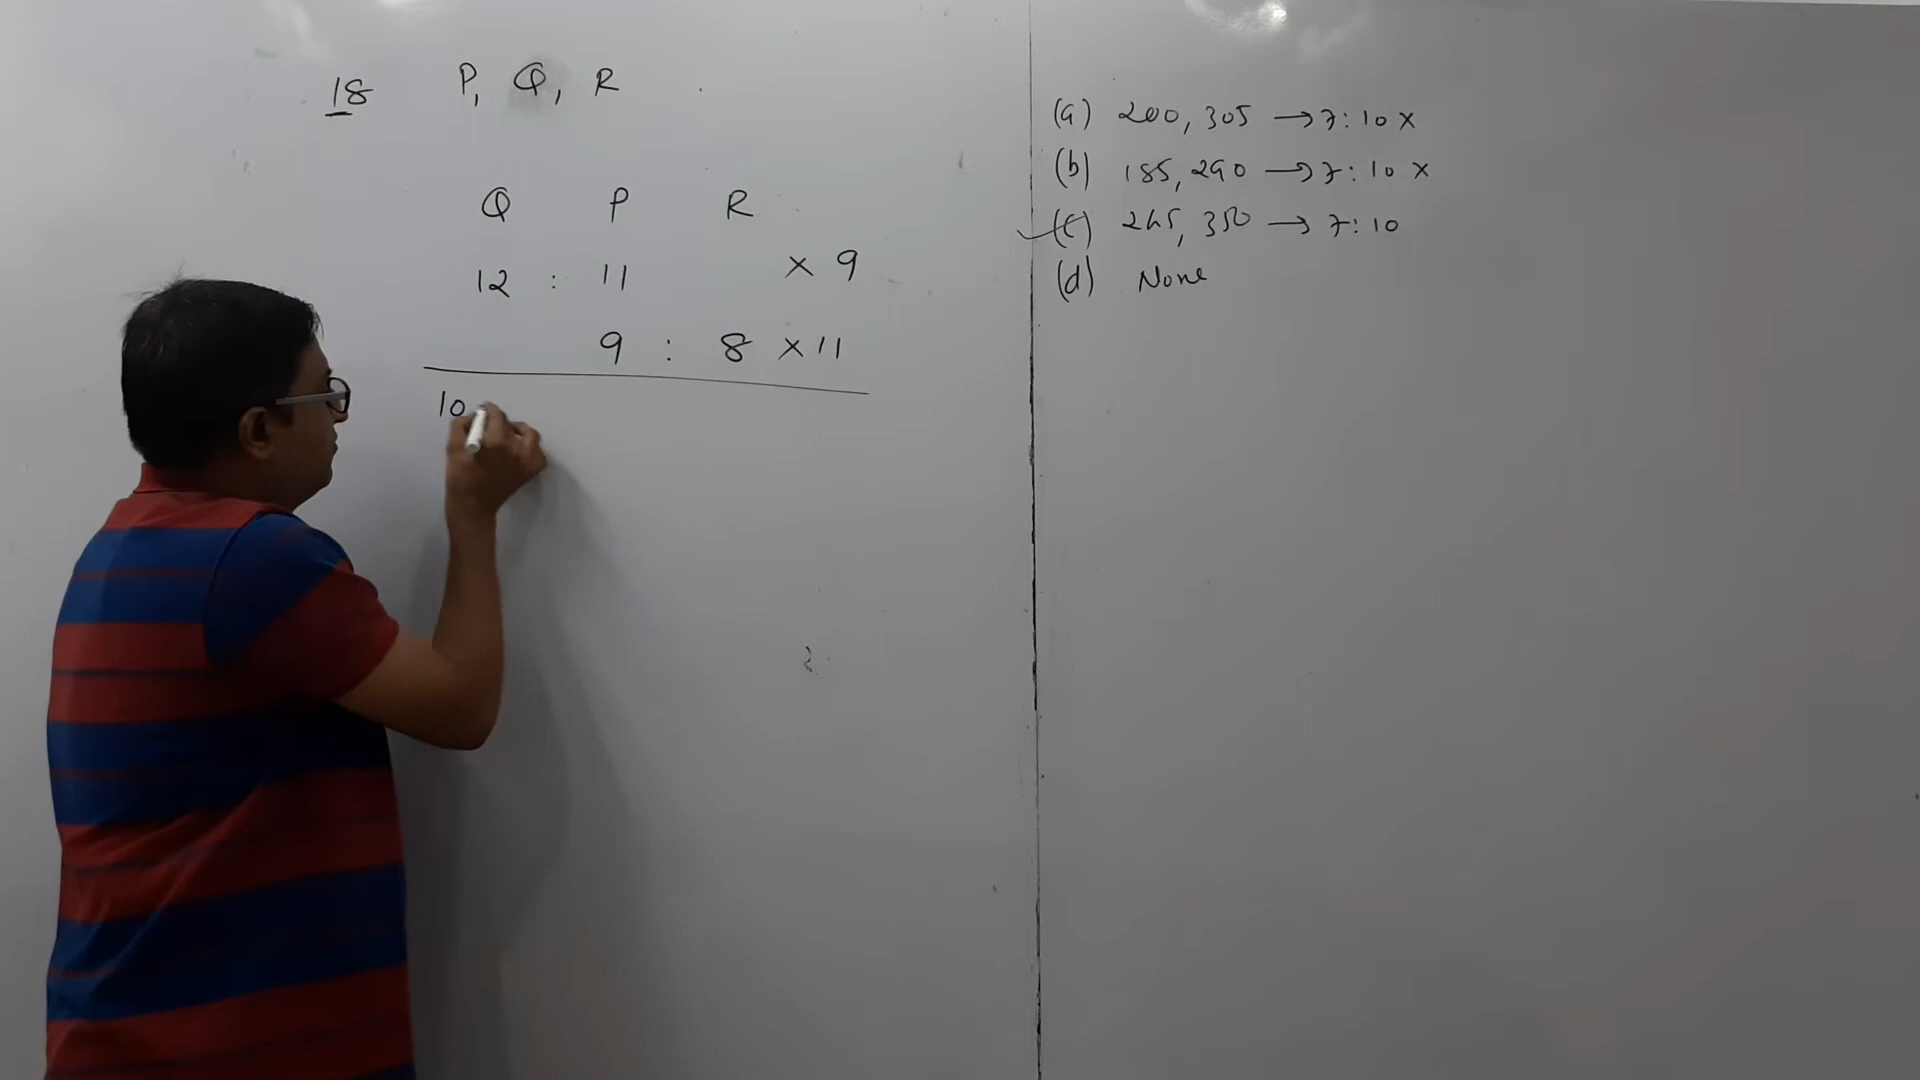 18 P, Q, R
Q P R
12 : 11 × 9
9 : 8 × 11
10
(a) 200, 305 → 7:10 ×
(b) 185, 290 → 7:10 ×
(c) 245, 350 → 7:10
(d) None